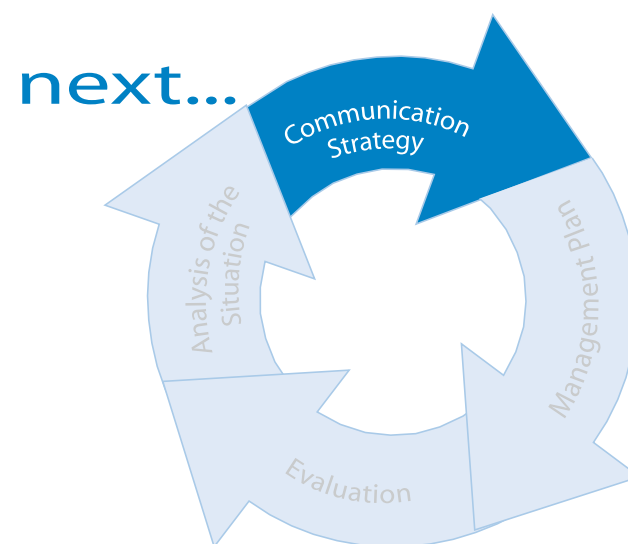 next...
Communication
Strategy
Management Plan
Evaluation
Analysis of the
Situation